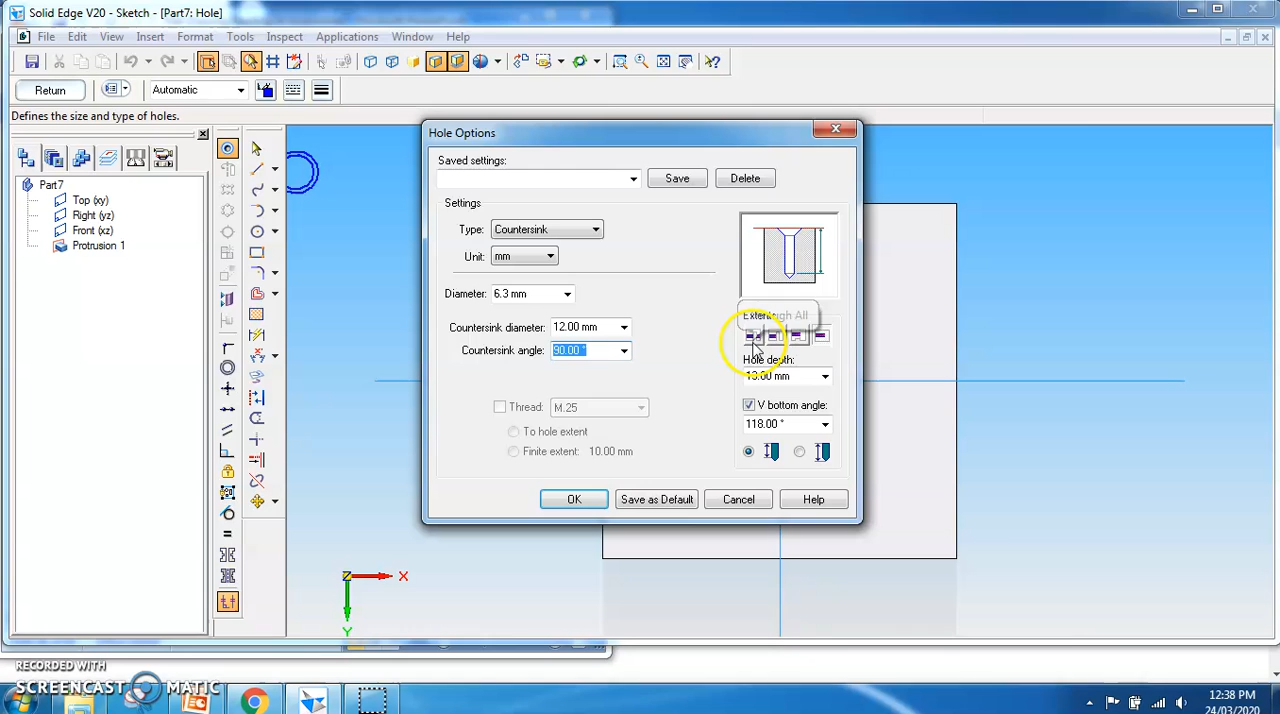 Solid Edge V20 - Sketch - [Part7: Hole]
File Edit View Insert Format Tools Inspect Applications Window Help
Return Automatic
Defines the size and type of holes.
Part7
Top (xy)
Right (yz)
Front (xz)
Protrusion 1
Hole Options
Saved settings:
Save Delete
Settings
Type: Countersink
Unit: mm
Diameter: 6.3 mm
Countersink diameter: 12.00 mm
Countersink angle: 90.00 °
Thread: M.25
To hole extent
Finite extent: 10.00 mm
All
Hole depth:
13.00 mm
V bottom angle:
118.00 °
OK Save as Default Cancel Help
X
Y
RECORDED WITH
SCREENCAST MATIC
12:38 PM
24/03/2020